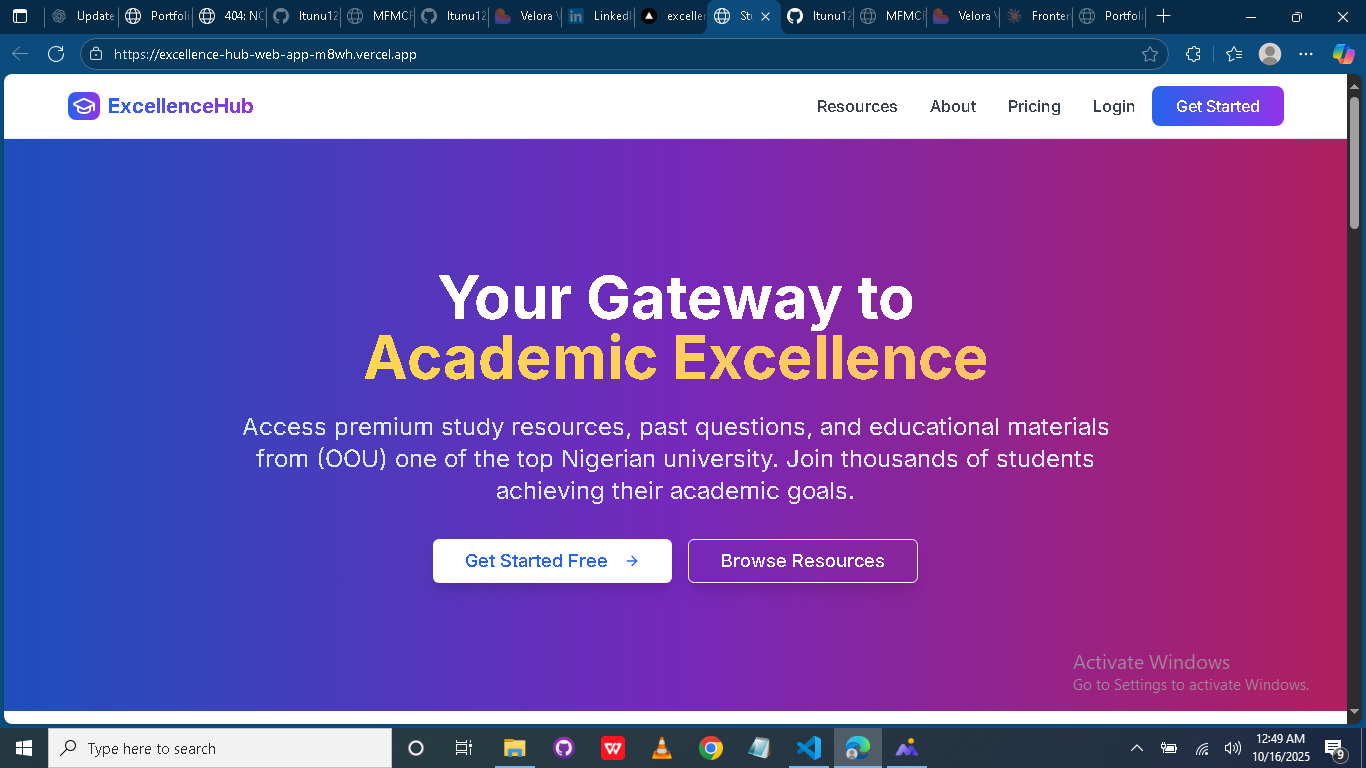 Update
Portfoli
404: NO
Itunu12
MFMCF
Itunu12
Velora V
LinkedI
exceller
Stu
Itunu12
MFMCF
Velora V
Fronter
Portfoli
https://excellence-hub-web-app-m8wh.vercel.app
ExcellenceHub
Resources
About
Pricing
Login
Get Started
Your Gateway to
Academic Excellence
Access premium study resources, past questions, and educational materials
from (OOU) one of the top Nigerian university. Join thousands of students
achieving their academic goals.
Get Started Free →
Browse Resources
Activate Windows
Go to Settings to activate Windows.
Type here to search
12:49 AM
10/16/2025
9